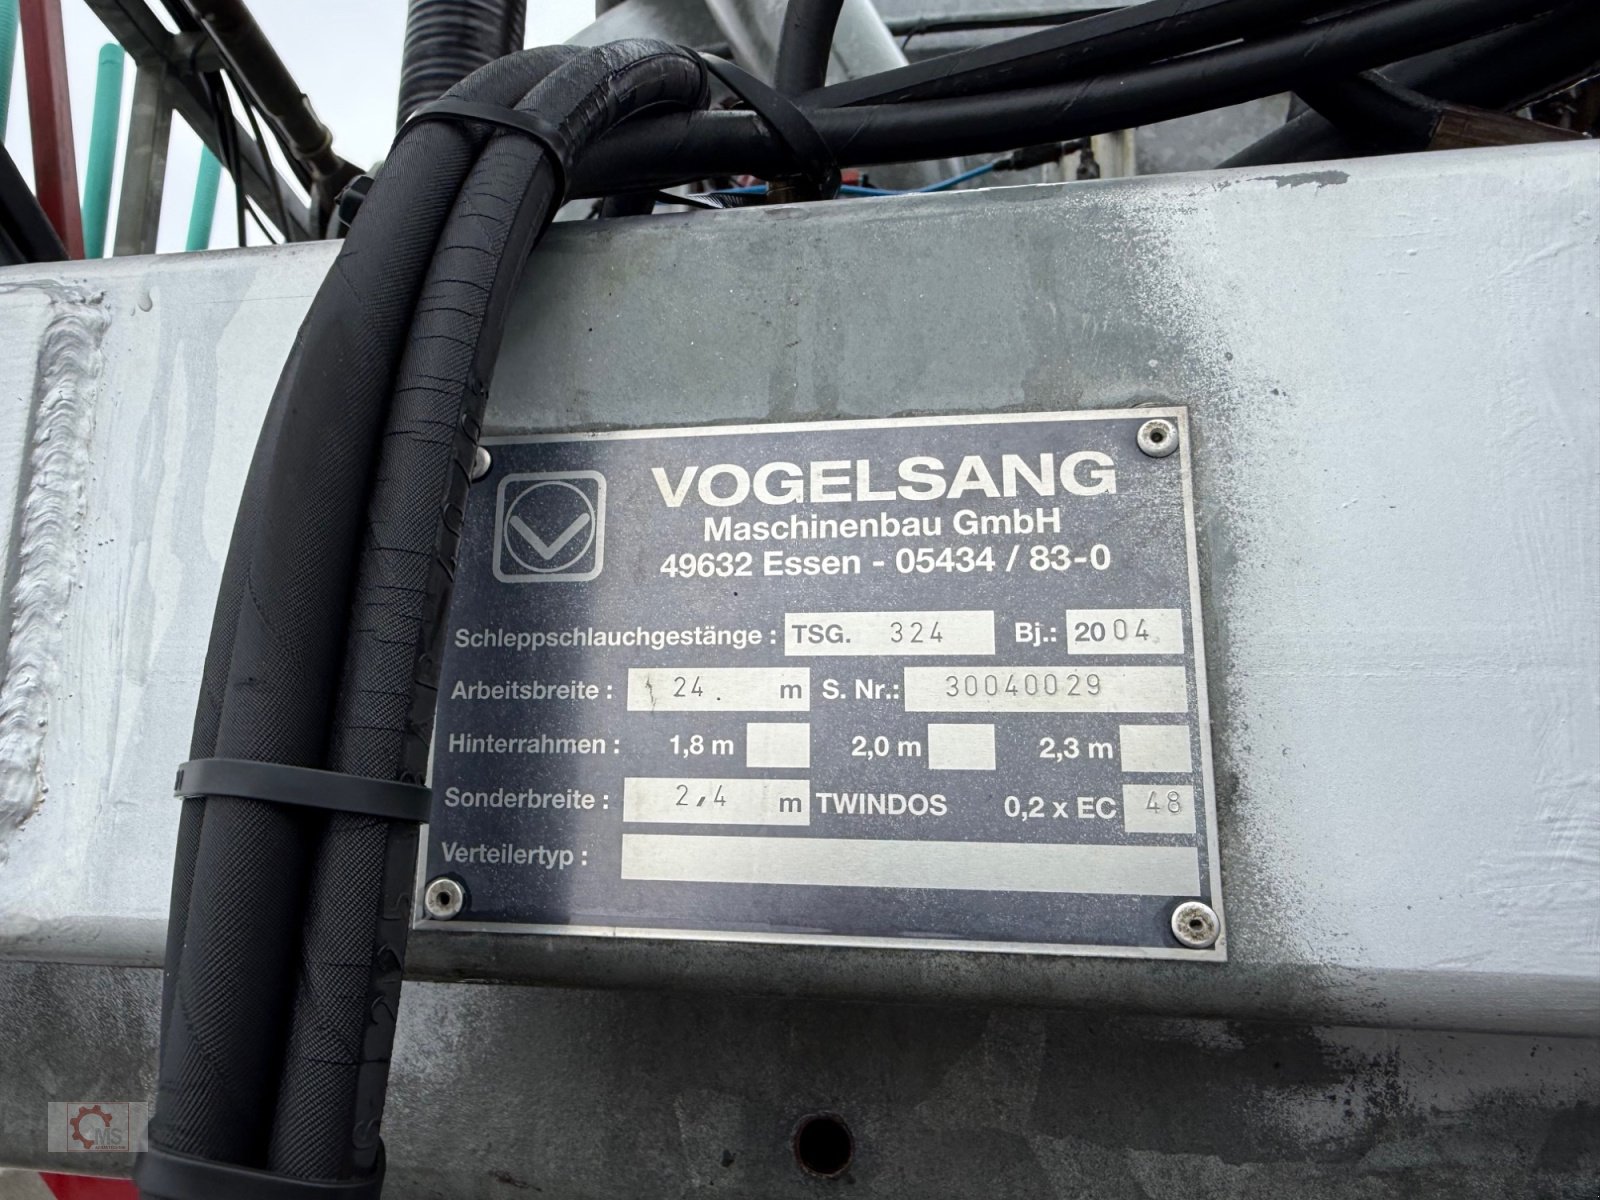 VOGELSANG
Maschinenbau GmbH
49632 Essen - 05434 / 83-0
Schleppschlauchgestänge : TSG. 324 Bj.: 2004
Arbeitsbreite : 24. m S. Nr.: 30040029
Hinterrahmen : 1,8 m 2,0 m 2,3 m
Sonderbreite : 2,4 m TWINDOS 0,2 x EC 48
Verteilertyp :
CMS